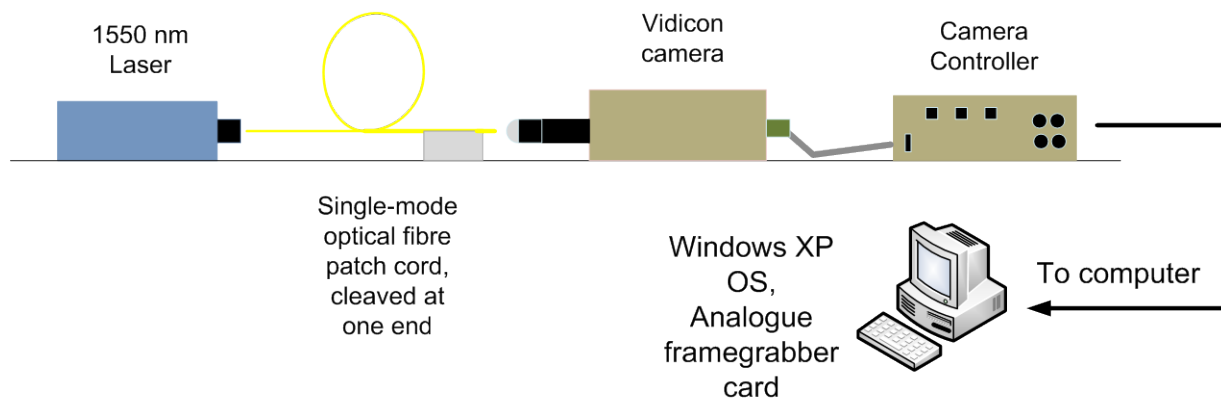 1550 nm
Laser
Vidicon
camera
Camera
Controller
Single-mode
optical fibre
patch cord,
cleaved at
one end
Windows XP
OS,
Analogue
framegrabber
card
To computer